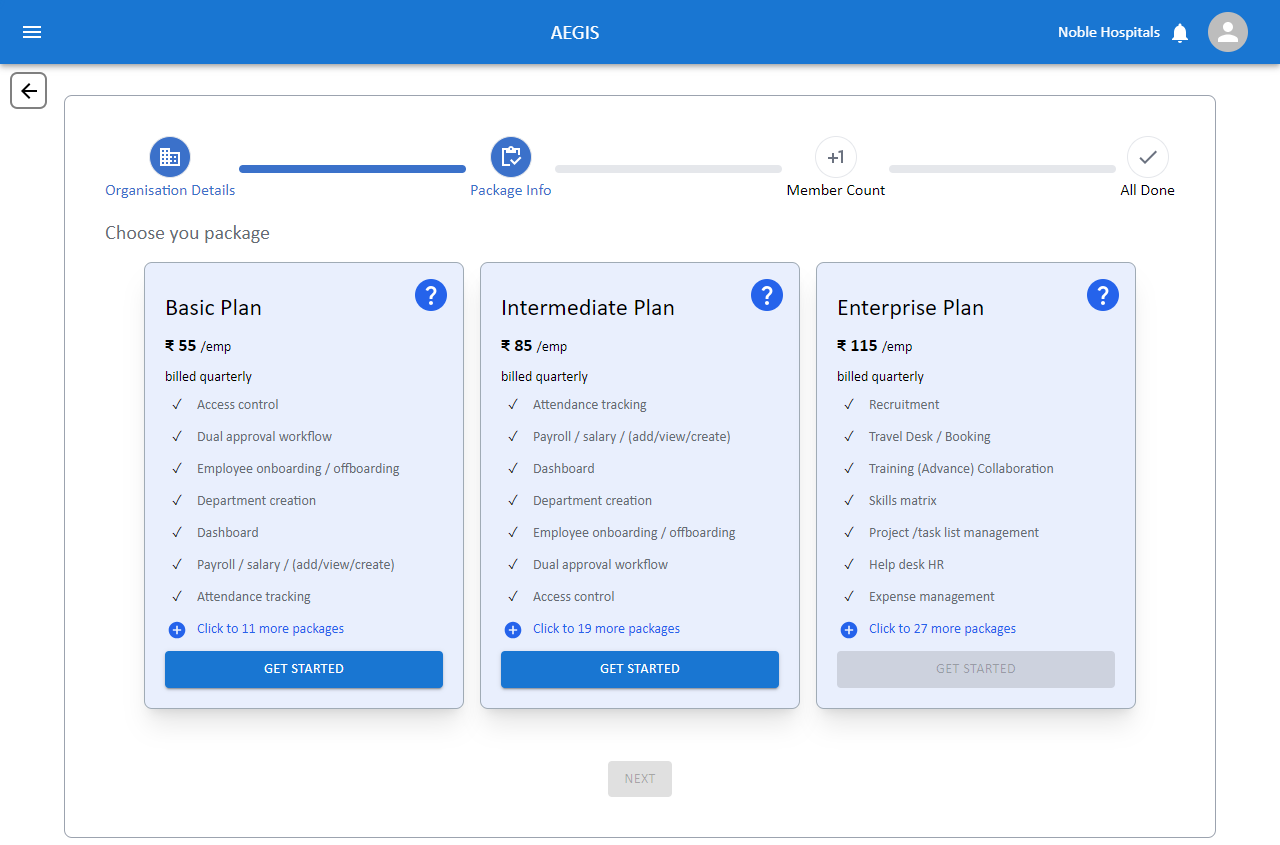 AEGIS
Noble Hospitals
Organisation Details
Package Info
+1
Member Count
All Done
Choose you package
Basic Plan
?
₹ 55 /emp
billed quarterly
Access control
Dual approval workflow
Employee onboarding / offboarding
Department creation
Dashboard
Payroll / salary / (add/view/create)
Attendance tracking
Click to 11 more packages
GET STARTED
Intermediate Plan
?
₹ 85 /emp
billed quarterly
Attendance tracking
Payroll / salary / (add/view/create)
Dashboard
Department creation
Employee onboarding / offboarding
Dual approval workflow
Access control
Click to 19 more packages
GET STARTED
Enterprise Plan
?
₹ 115 /emp
billed quarterly
Recruitment
Travel Desk / Booking
Training (Advance) Collaboration
Skills matrix
Project /task list management
Help desk HR
Expense management
Click to 27 more packages
GET STARTED
NEXT